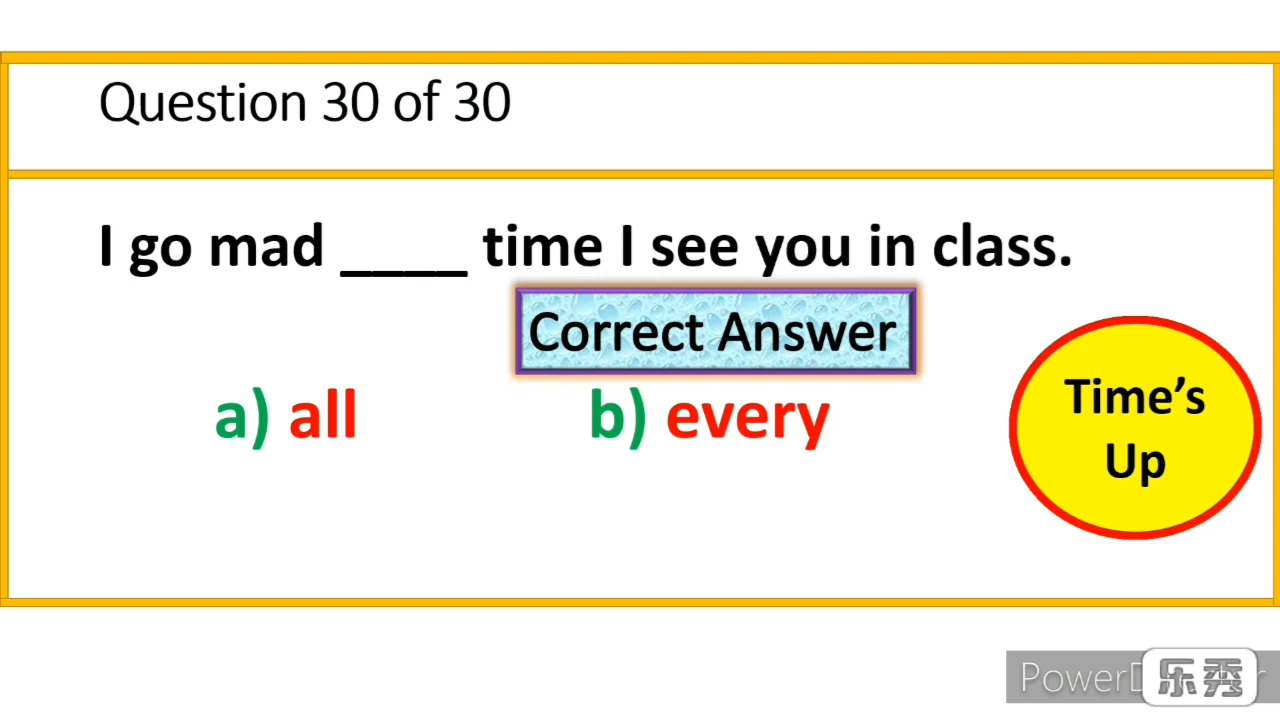 Question 30 of 30
I go mad ____ time I see you in class.
Correct Answer
a) all
b) every
Time’s
Up
乐秀